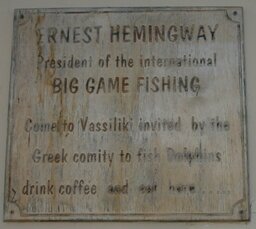 ERNEST HEMINGWAY
President of the international
BIG GAME FISHING
Come to Vassiliki invited by the
Greek comity to fish Dolphins
drink coffee and eat here